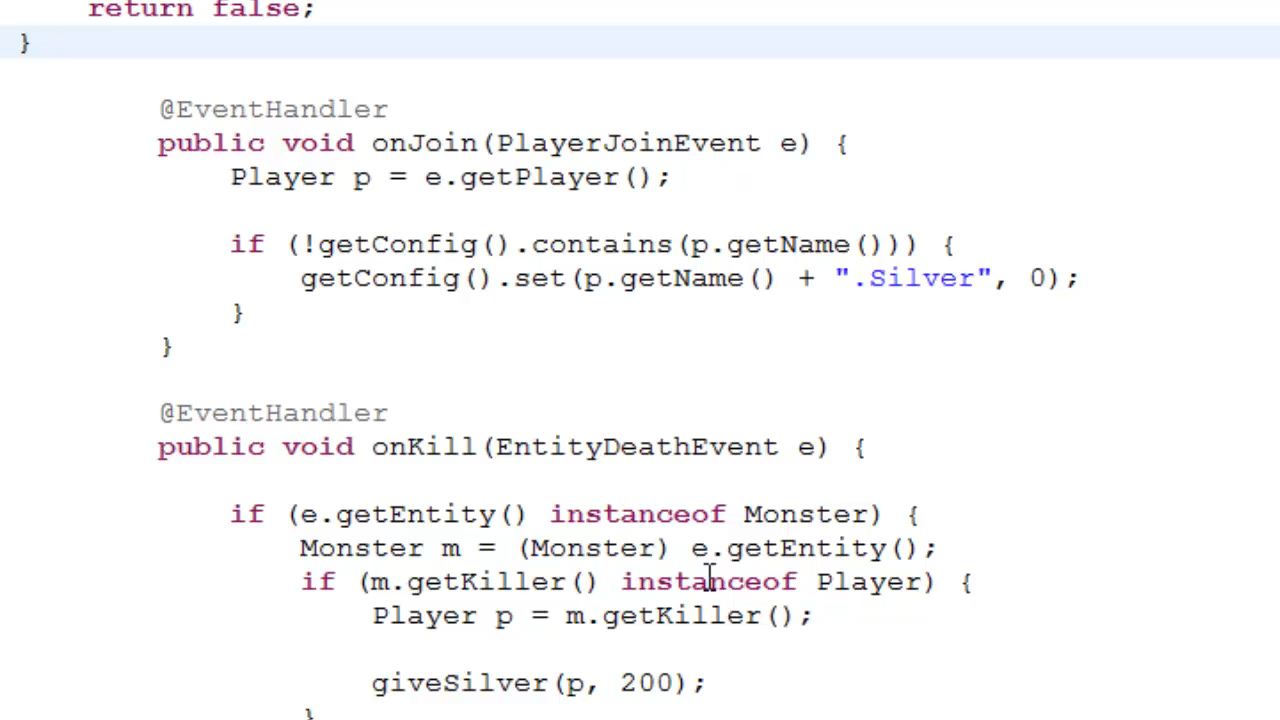 return false;
}
@EventHandler
public void onJoin(PlayerJoinEvent e) {
Player p = e.getPlayer();
if (!getConfig().contains(p.getName())) {
getConfig().set(p.getName() + ".Silver", 0);
}
}
@EventHandler
public void onKill(EntityDeathEvent e) {
if (e.getEntity() instanceof Monster) {
Monster m = (Monster) e.getEntity();
if (m.getKiller() instanceof Player) {
Player p = m.getKiller();
giveSilver(p, 200);
}